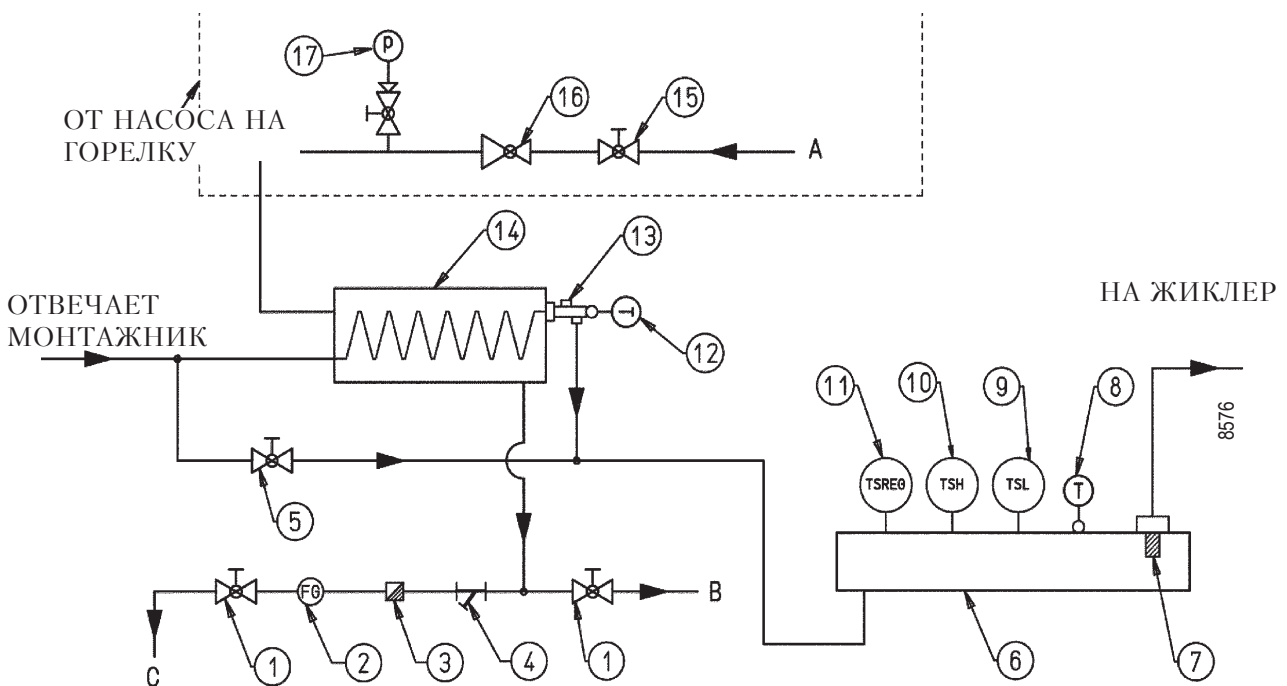 17
P
ОТ НАСОСА НА
ГОРЕЛКУ
16
15
A
14
13
ОТВЕЧАЕТ
МОНТАЖНИК
12
НА ЖИКЛЕР
11
10
9
8
8576
TSREG
TSH
TSL
T
5
FG
B
C
1
2
3
4
1
6
7